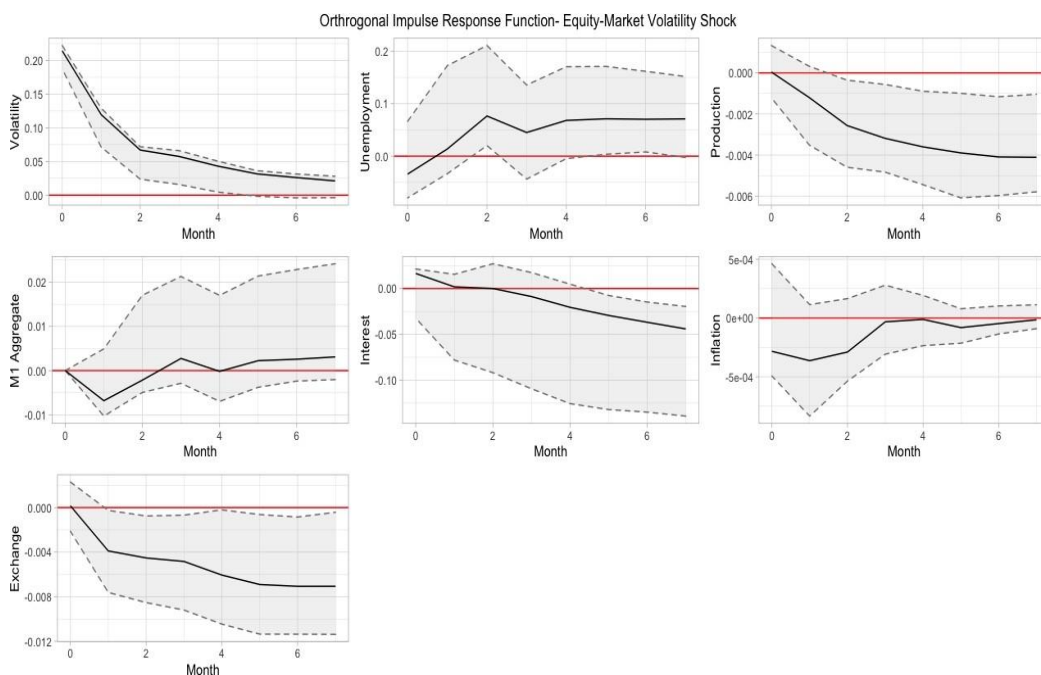 Orthrogonal Impulse Response Function- Equity-Market Volatility Shock
Volatility
0.20
0.15
0.10
0.05
0.00
0 2 4 6
Month
Unemployment
0.2
0.1
0.0
0 2 4 6
Month
Production
0.000
-0.002
-0.004
-0.006
0 2 4 6
Month
M1 Aggregate
0.02
0.01
0.00
-0.01
0 2 4 6
Month
Interest
0.00
-0.05
-0.10
0 2 4 6
Month
Inflation
5e-04
0e+00
-5e-04
0 2 4 6
Month
Exchange
0.000
-0.004
-0.008
-0.012
0 2 4 6
Month